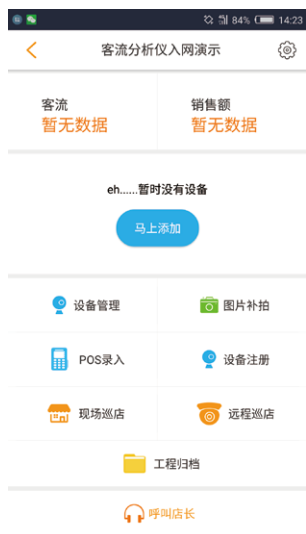 84% 14:23
客流分析仪入网演示
客流 销售额
暂无数据 暂无数据
eh......暂时没有设备
马上添加
设备管理 图片补拍
POS录入 设备注册
现场巡店 远程巡店
工程归档
呼叫店长